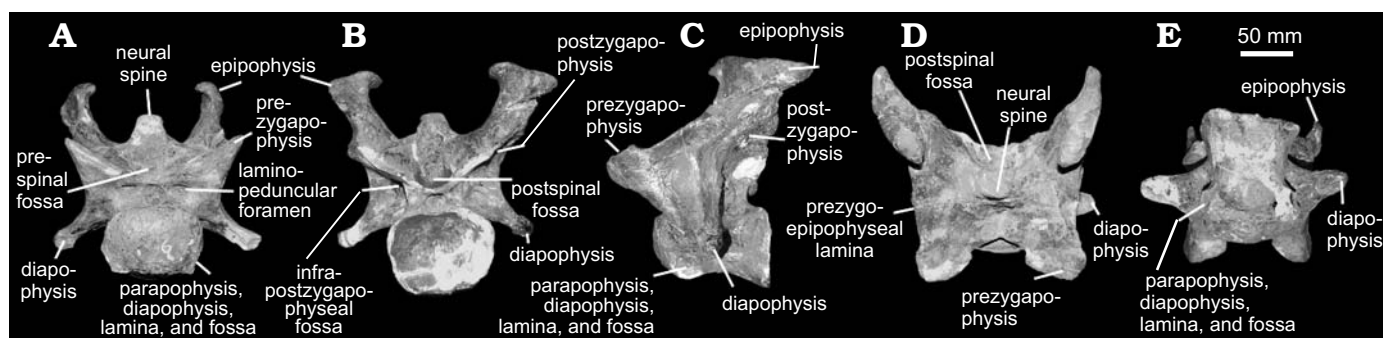 A
neural
spine
epipophysis
pre-
zygapo-
physis
pre-
spinal
fossa
lamino-
peduncular
foramen
diapo-
physis
parapophysis,
diapophysis,
lamina, and fossa
B
postzygapo-
physis
postspinal
fossa
infra-
postzygapo-
physeal
fossa
diapophysis
C
epipophysis
prezygapo-
physis
post-
zygapo-
physis
parapophysis,
diapophysis,
lamina, and fossa
diapophysis
D
postspinal
fossa
neural
spine
prezygo-
epipophyseal
lamina
diapo-
physis
prezygapo-
physis
E
50 mm
epipophysis
diapo-
physis
parapophysis,
diapophysis,
lamina, and fossa